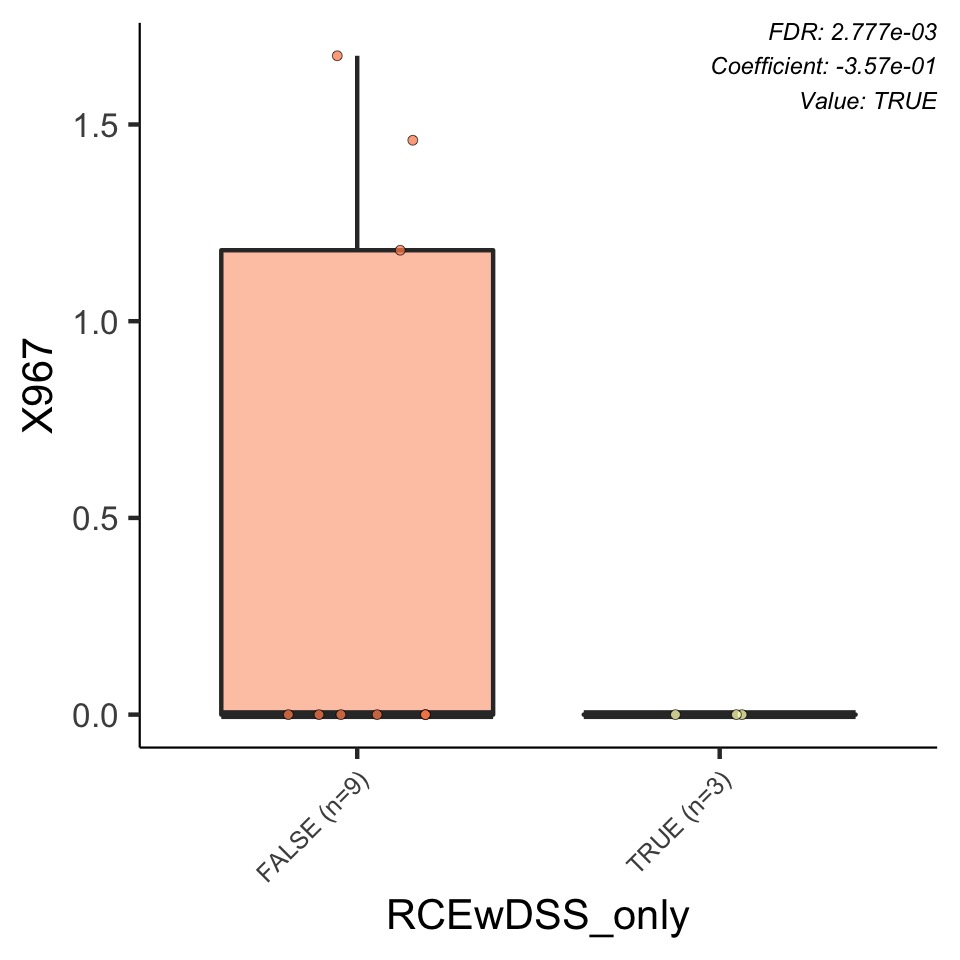 FDR: 2.777e-03
Coefficient: -3.57e-01
Value: TRUE
1.5
1.0
0.5
0.0
X967
FALSE (n=9)
TRUE (n=3)
RCEwDSS_only